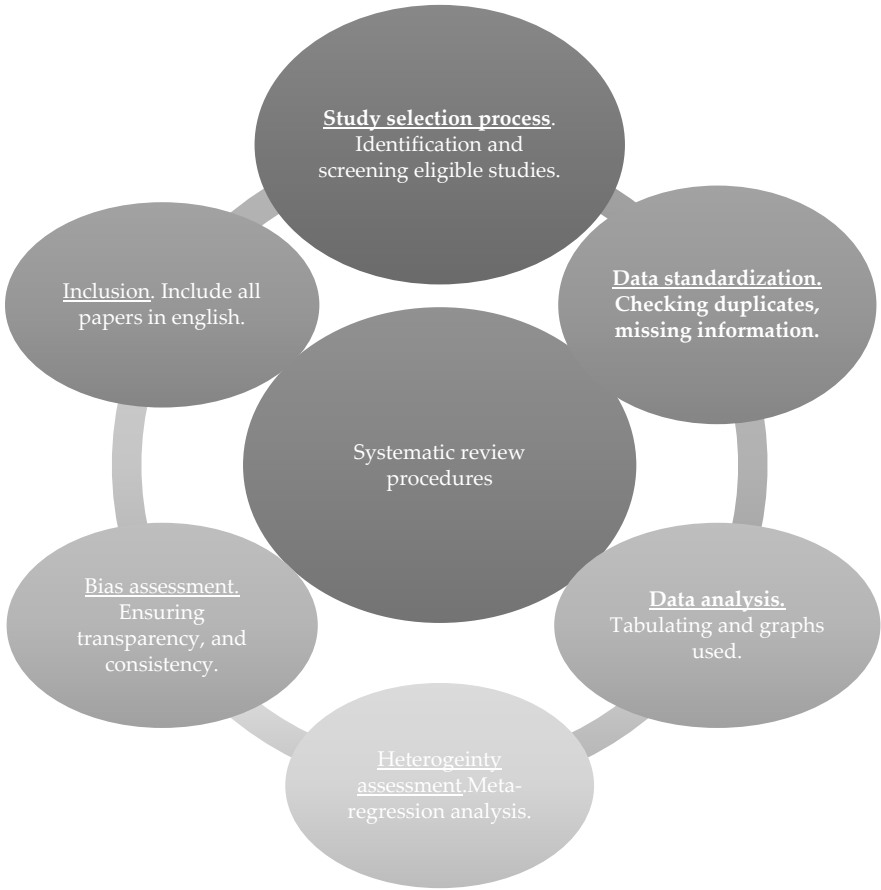 Study selection process.
Identification and
screening eligible studies.
Data standardization.
Checking duplicates,
missing information.
Data analysis.
Tabulating and graphs
used.
Heterogeinty
assessment.Meta-
regression analysis.
Bias assessment.
Ensuring
transparency, and
consistency.
Inclusion. Include all
papers in english.
Systematic review
procedures